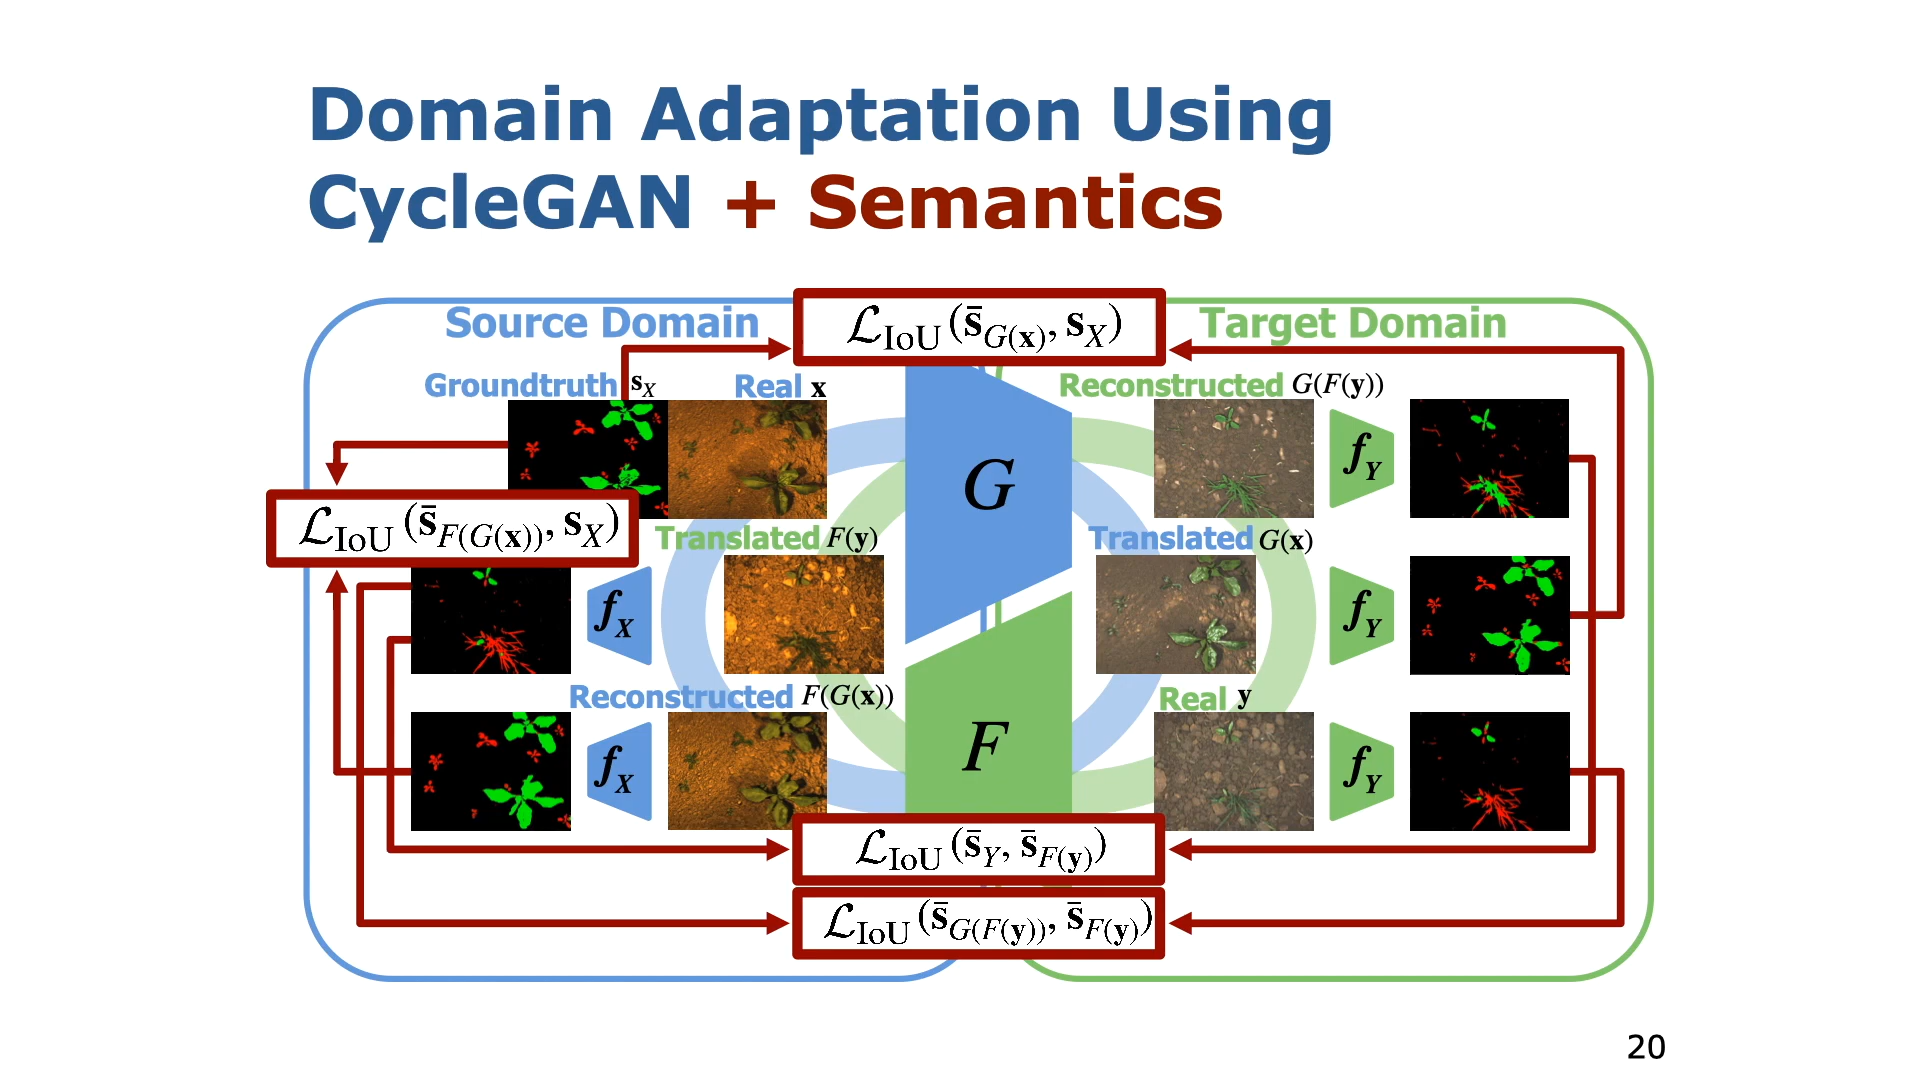 Domain Adaptation Using
CycleGAN + Semantics
Source Domain
Target Domain
ℒ_IoU(s̄_G(x), s_X)
Groundtruth s_X
Real x
Reconstructed G(F(y))
G
f_Y
ℒ_IoU(s̄_F(G(x)), s_X)
Translated F(y)
Translated G(x)
f_X
f_Y
Reconstructed F(G(x))
Real y
f_X
F
f_Y
ℒ_IoU(s̄_Y, s̄_F(y))
ℒ_IoU(s̄_G(F(y)), s̄_F(y))
20